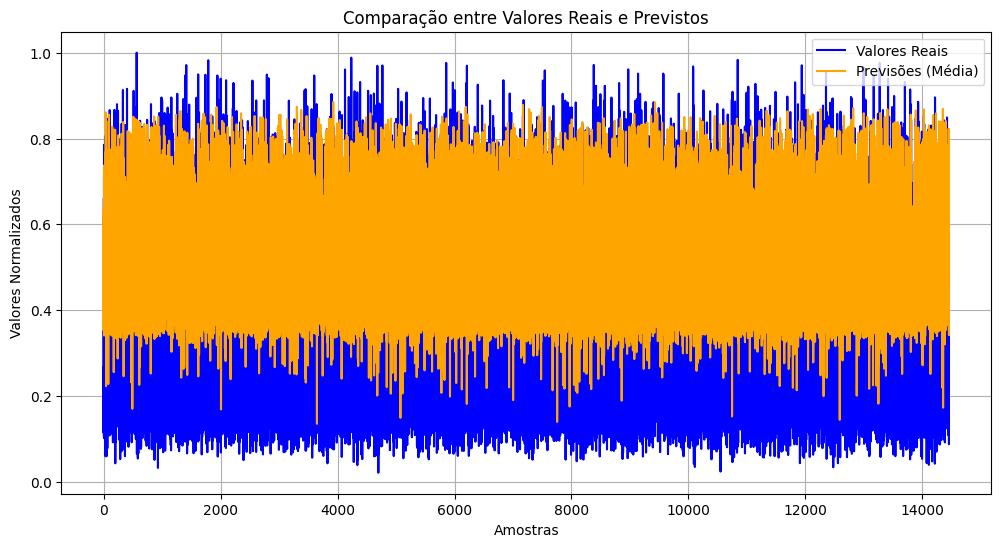 Comparação entre Valores Reais e Previstos
Valores Reais
Previsões (Média)
Valores Normalizados
1.0
0.8
0.6
0.4
0.2
0.0
0 2000 4000 6000 8000 10000 12000 14000
Amostras